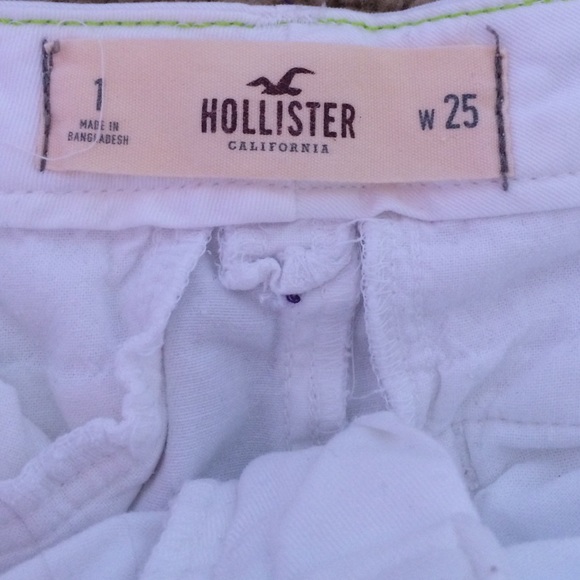 1
MADE IN
BANGLADESH
HOLLISTER
CALIFORNIA
W 25